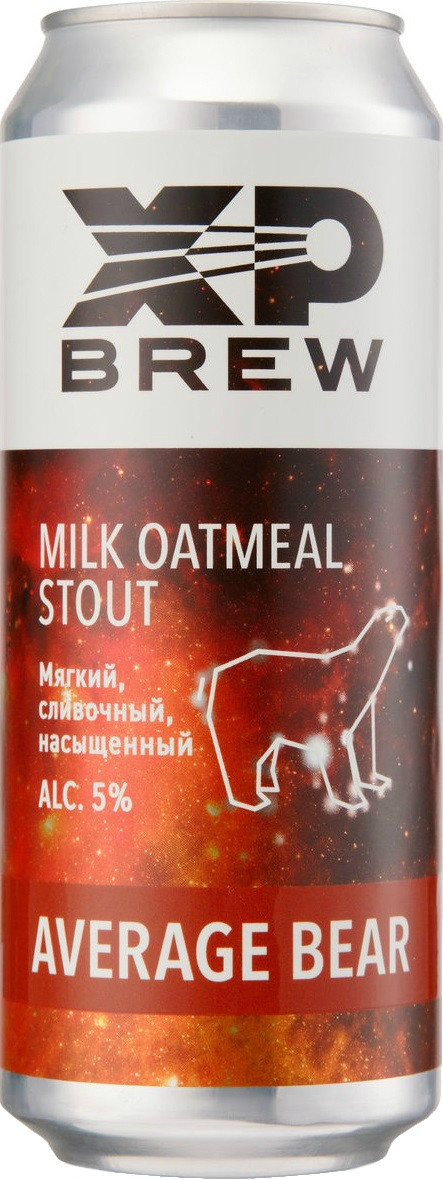 XP
BREW
MILK OATMEAL
STOUT
Мягкий,
сливочный,
насыщенный
ALC. 5%
AVERAGE BEAR